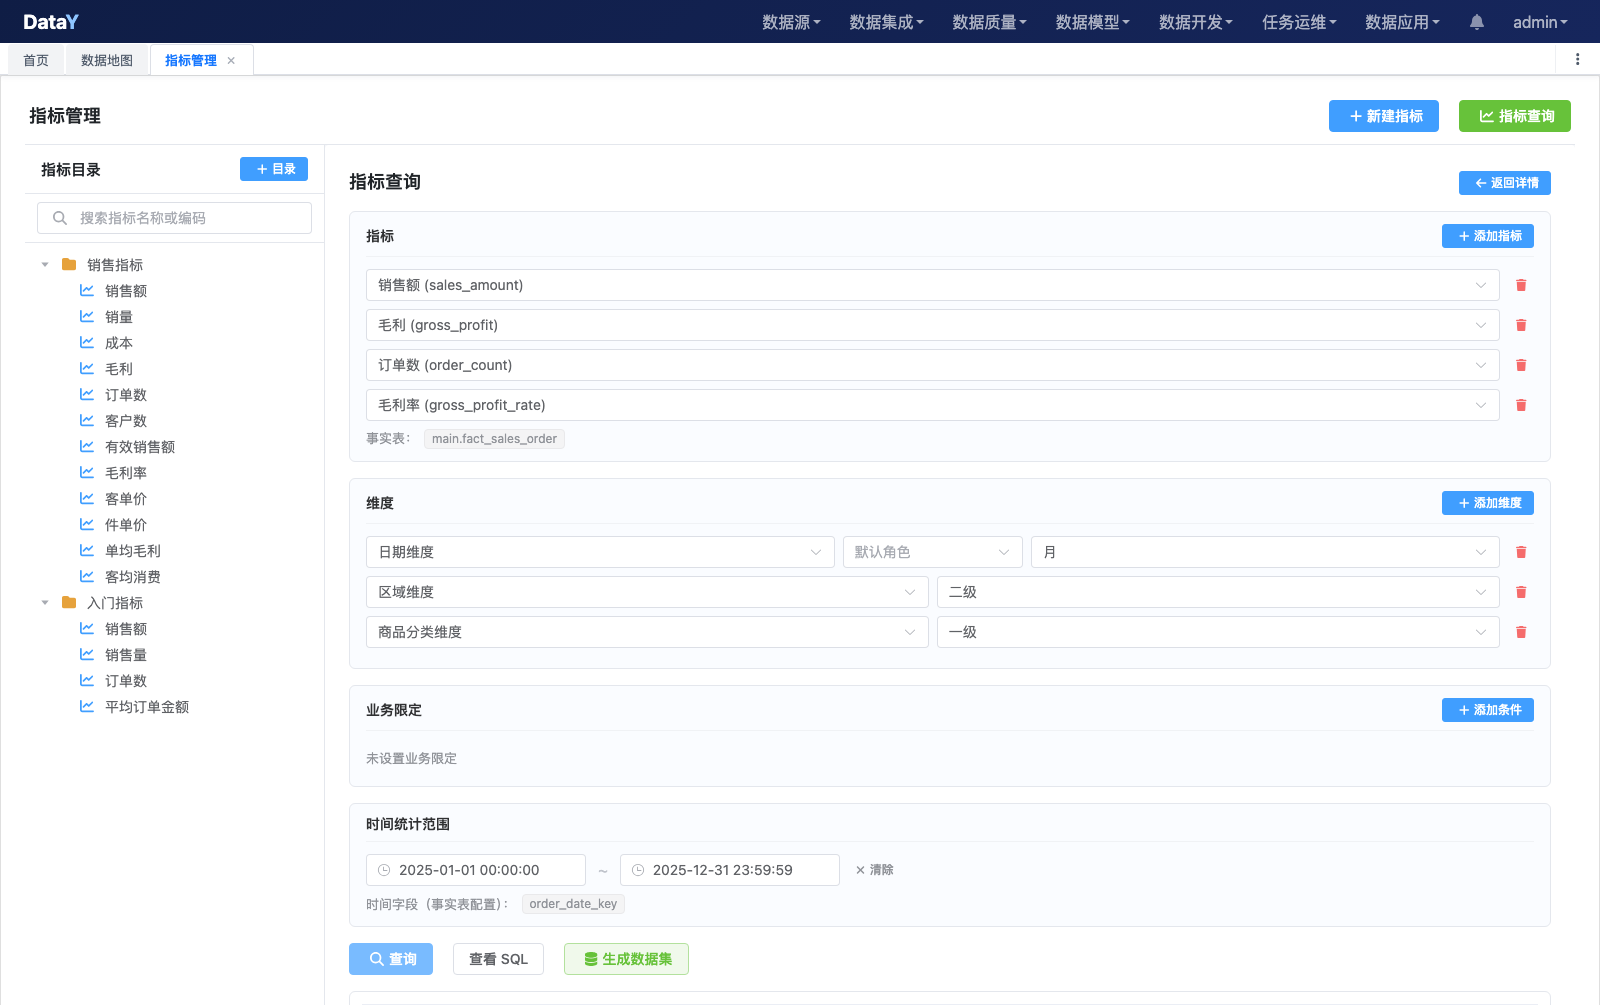 DataY
数据源 数据集成 数据质量 数据模型 数据开发 任务运维 数据应用 admin
首页 数据地图 指标管理
指标管理
新建指标 指标查询
指标目录
目录
搜索指标名称或编码
销售指标
销售额
销量
成本
毛利
订单数
客户数
有效销售额
毛利率
客单价
件单价
单均毛利
客均消费
入门指标
销售额
销售量
订单数
平均订单金额
指标查询
返回详情
指标
添加指标
销售额 (sales_amount)
毛利 (gross_profit)
订单数 (order_count)
毛利率 (gross_profit_rate)
事实表： main.fact_sales_order
维度
添加维度
日期维度 默认角色 月
区域维度 二级
商品分类维度 一级
业务限定
添加条件
未设置业务限定
时间统计范围
2025-01-01 00:00:00 ~ 2025-12-31 23:59:59 清除
时间字段（事实表配置）： order_date_key
查询 查看 SQL 生成数据集